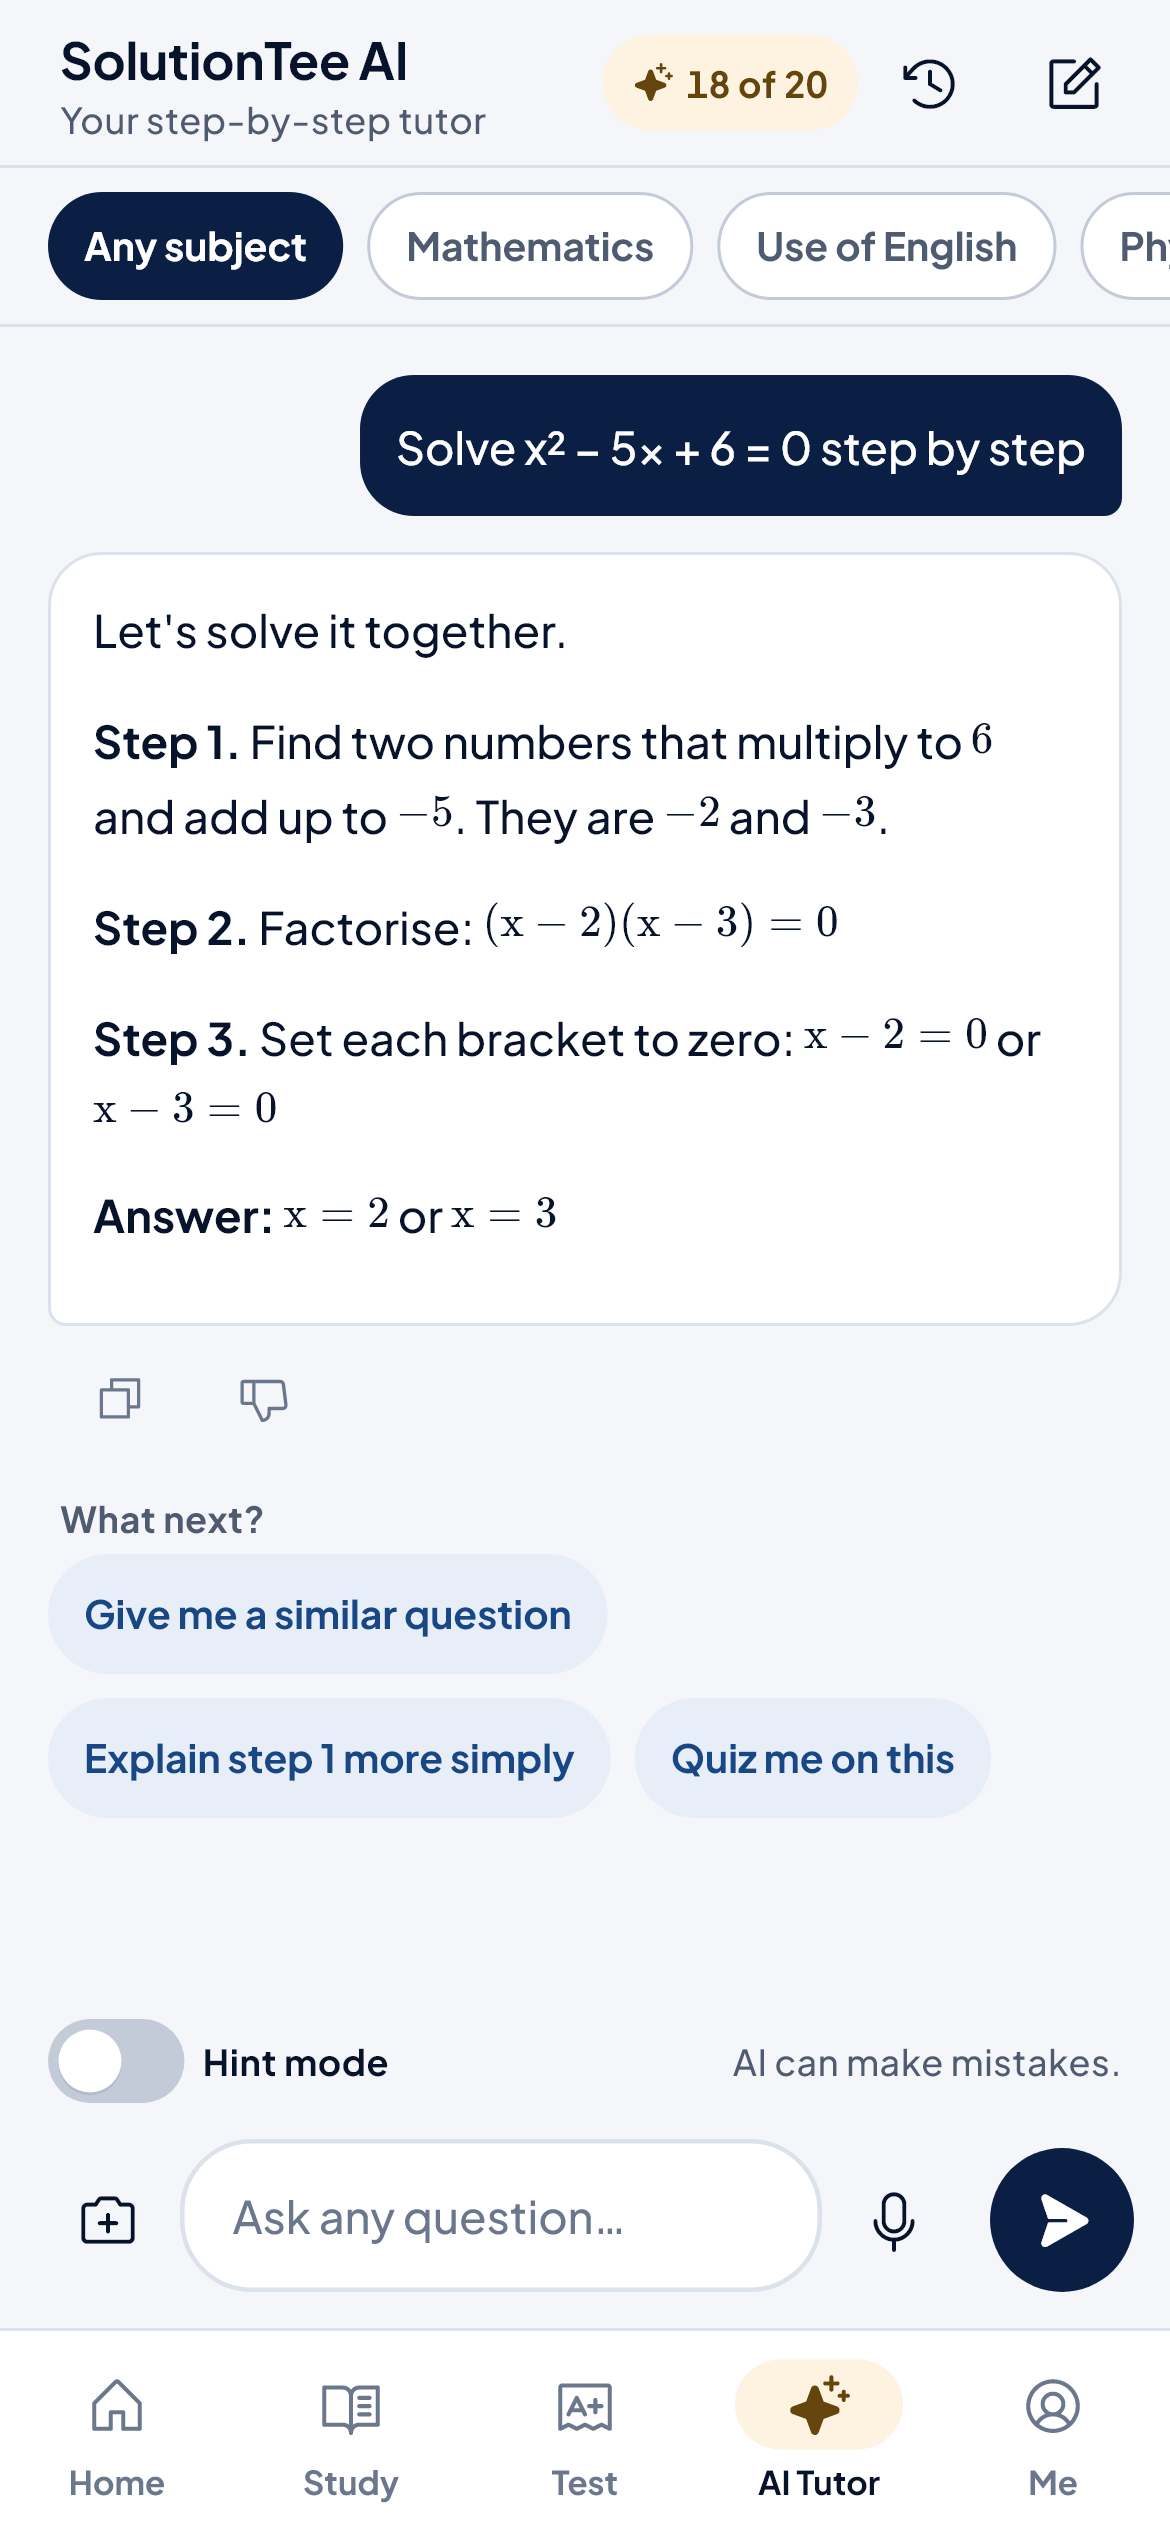 SolutionTee AI
Your step-by-step tutor
18 of 20
Any subject
Mathematics
Use of English
Phy
Solve x² – 5x + 6 = 0 step by step
Let's solve it together.
Step 1. Find two numbers that multiply to 6
and add up to −5. They are −2 and −3.
Step 2. Factorise: (x − 2)(x − 3) = 0
Step 3. Set each bracket to zero: x − 2 = 0 or
x − 3 = 0
Answer: x = 2 or x = 3
What next?
Give me a similar question
Explain step 1 more simply
Quiz me on this
Hint mode
AI can make mistakes.
Ask any question...
Home
Study
A+
Test
AI Tutor
Me